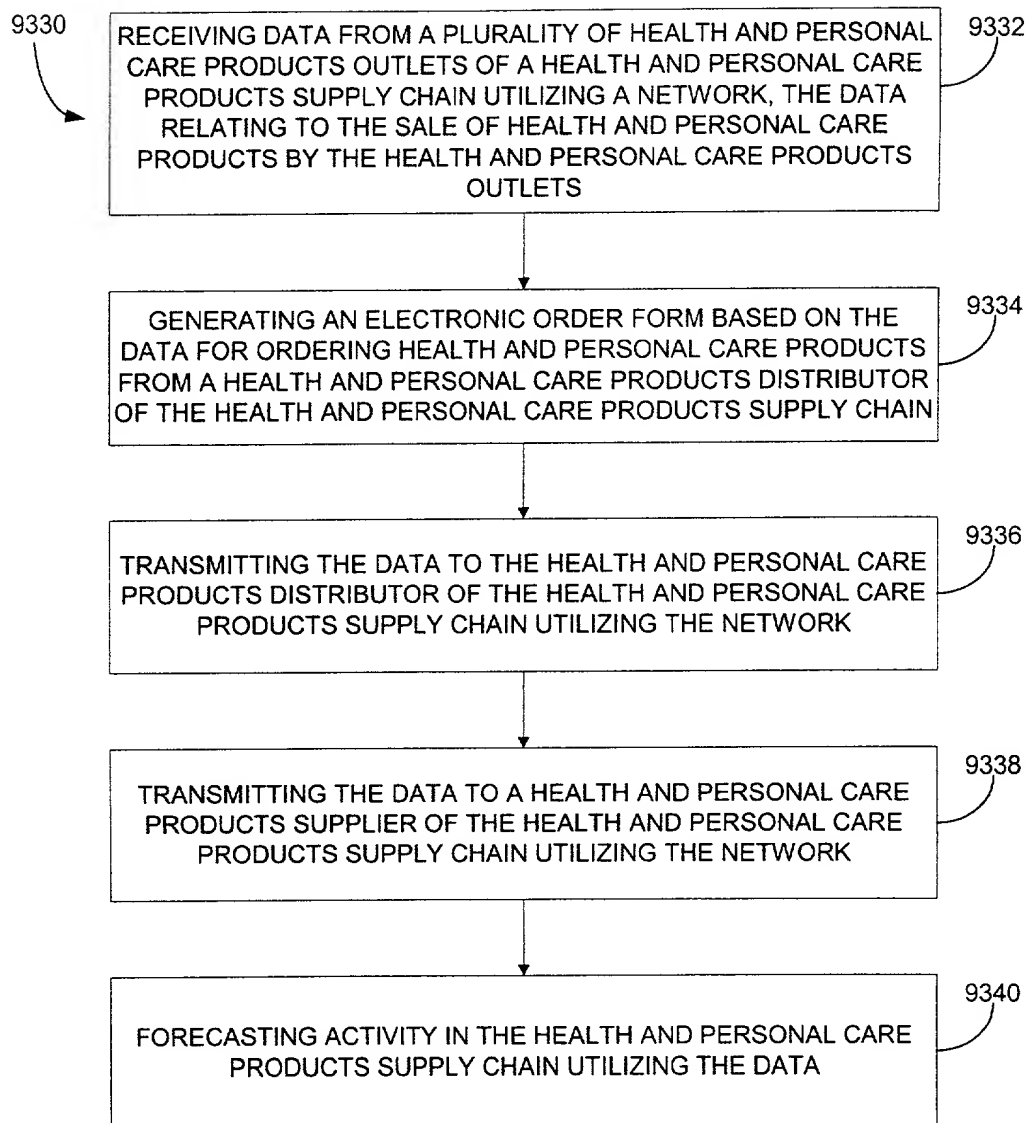 9330
RECEIVING DATA FROM A PLURALITY OF HEALTH AND PERSONAL
CARE PRODUCTS OUTLETS OF A HEALTH AND PERSONAL CARE
PRODUCTS SUPPLY CHAIN UTILIZING A NETWORK, THE DATA
RELATING TO THE SALE OF HEALTH AND PERSONAL CARE
PRODUCTS BY THE HEALTH AND PERSONAL CARE PRODUCTS
OUTLETS
9332
GENERATING AN ELECTRONIC ORDER FORM BASED ON THE
DATA FOR ORDERING HEALTH AND PERSONAL CARE PRODUCTS
FROM A HEALTH AND PERSONAL CARE PRODUCTS DISTRIBUTOR
OF THE HEALTH AND PERSONAL CARE PRODUCTS SUPPLY CHAIN
9334
TRANSMITTING THE DATA TO THE HEALTH AND PERSONAL CARE
PRODUCTS DISTRIBUTOR OF THE HEALTH AND PERSONAL CARE
PRODUCTS SUPPLY CHAIN UTILIZING THE NETWORK
9336
TRANSMITTING THE DATA TO A HEALTH AND PERSONAL CARE
PRODUCTS SUPPLIER OF THE HEALTH AND PERSONAL CARE
PRODUCTS SUPPLY CHAIN UTILIZING THE NETWORK
9338
FORECASTING ACTIVITY IN THE HEALTH AND PERSONAL CARE
PRODUCTS SUPPLY CHAIN UTILIZING THE DATA
9340